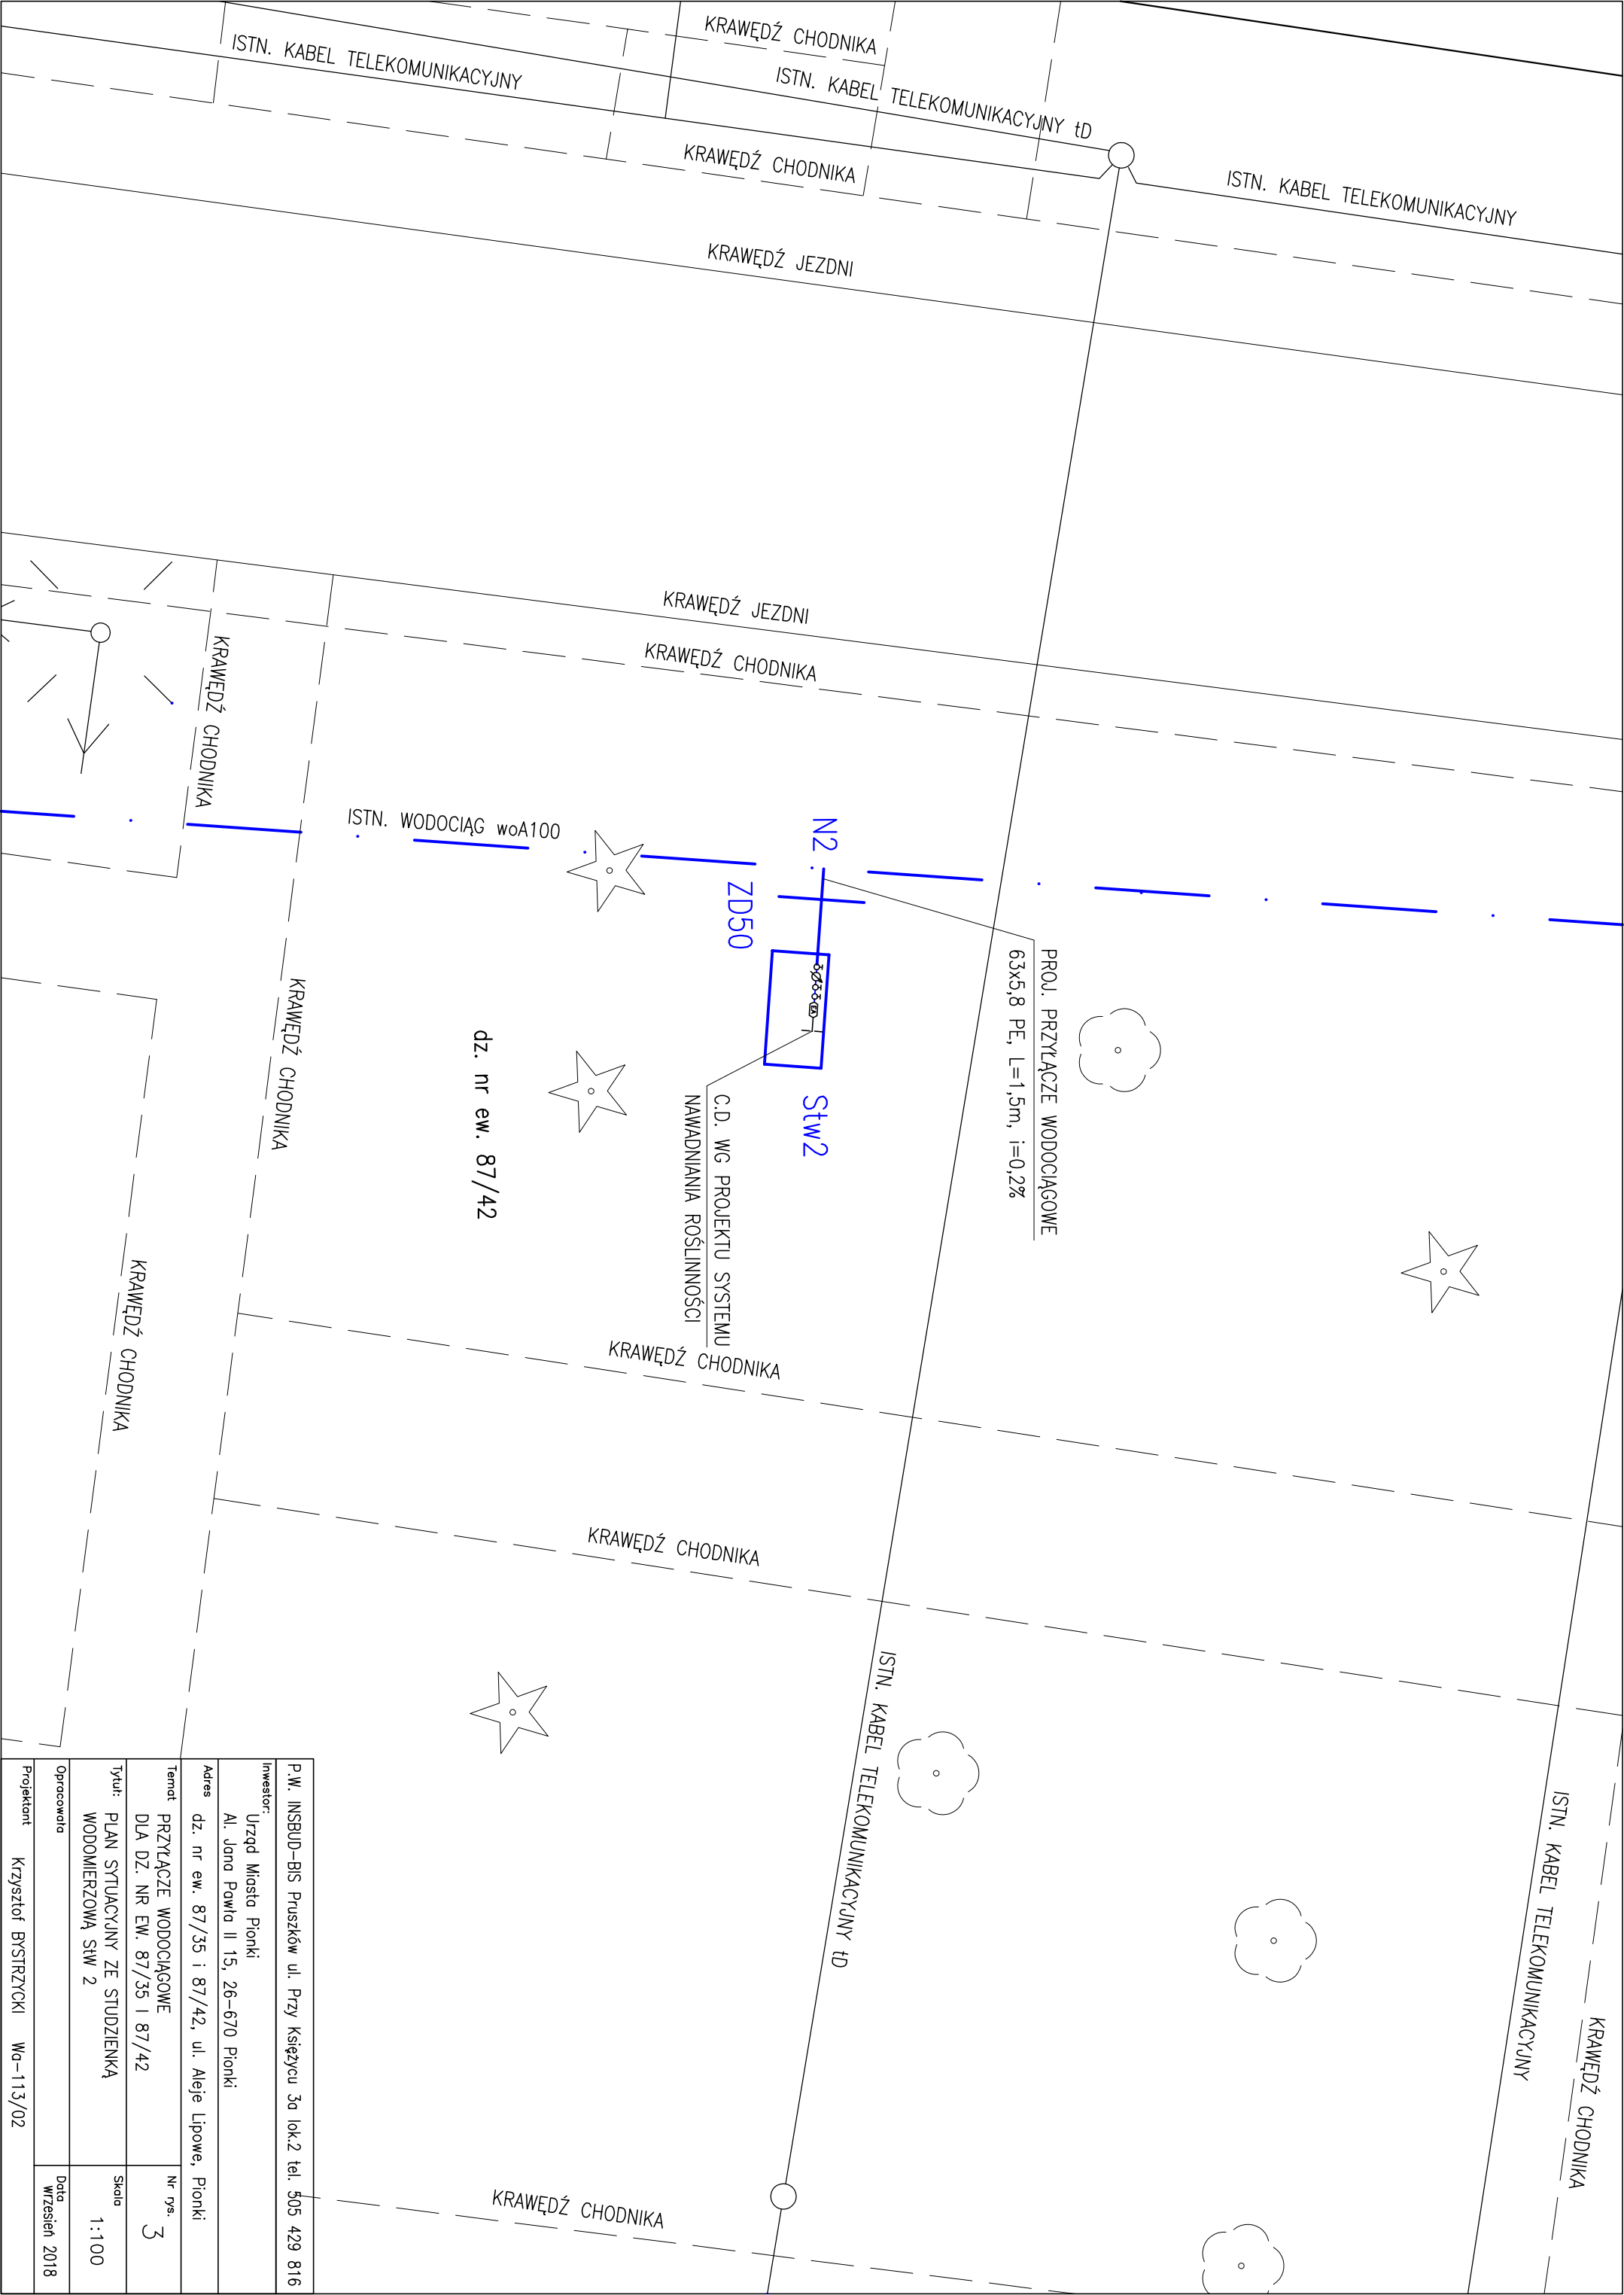 KRAWĘDŹ CHODNIKA
ISTN. KABEL TELEKOMUNIKACYJNY
ISTN. KABEL TELEKOMUNIKACYJNY tD
KRAWĘDŹ CHODNIKA
ISTN. KABEL TELEKOMUNIKACYJNY
KRAWĘDŹ JEZDNI
KRAWĘDŹ JEZDNI
KRAWĘDŹ CHODNIKA
KRAWĘDŹ CHODNIKA
ISTN. WODOCIĄG woA100
N2
ZD50
Stw2
PROJ. PRZYŁĄCZE WODOCIĄGOWE
63x5,8 PE, L=1,5m, i=0,2%
C.D. WG PROJEKTU SYSTEMU
NAWADNIANIA ROŚLINNOŚCI
dz. nr ew. 87/42
KRAWĘDŹ CHODNIKA
KRAWĘDŹ CHODNIKA
KRAWĘDŹ CHODNIKA
KRAWĘDŹ CHODNIKA
ISTN. KABEL TELEKOMUNIKACYJNY tD
ISTN. KABEL TELEKOMUNIKACYJNY
KRAWĘDŹ CHODNIKA
KRAWĘDŹ CHODNIKA
P.W. INSBUD-BIS Pruszków ul. Przy Księżycu 3a lok.2 tel. 505 429 816
Inwestor:
Urząd Miasta Pionki
Al. Jana Pawła II 15, 26-670 Pionki
Adres dz. nr ew. 87/35 i 87/42, ul. Aleje Lipowe, Pionki
Temat PRZYŁĄCZE WODOCIĄGOWE
DLA DZ. NR EW. 87/35 I 87/42
Nr rys. 3
Tytuł: PLAN SYTUACYJNY ZE STUDZIENKĄ
WODOMIERZOWĄ StW 2
Skala 1:100
Opracowała
Data
wrzesień 2018
Projektant Krzysztof BYSTRZYCKI Wa-113/02